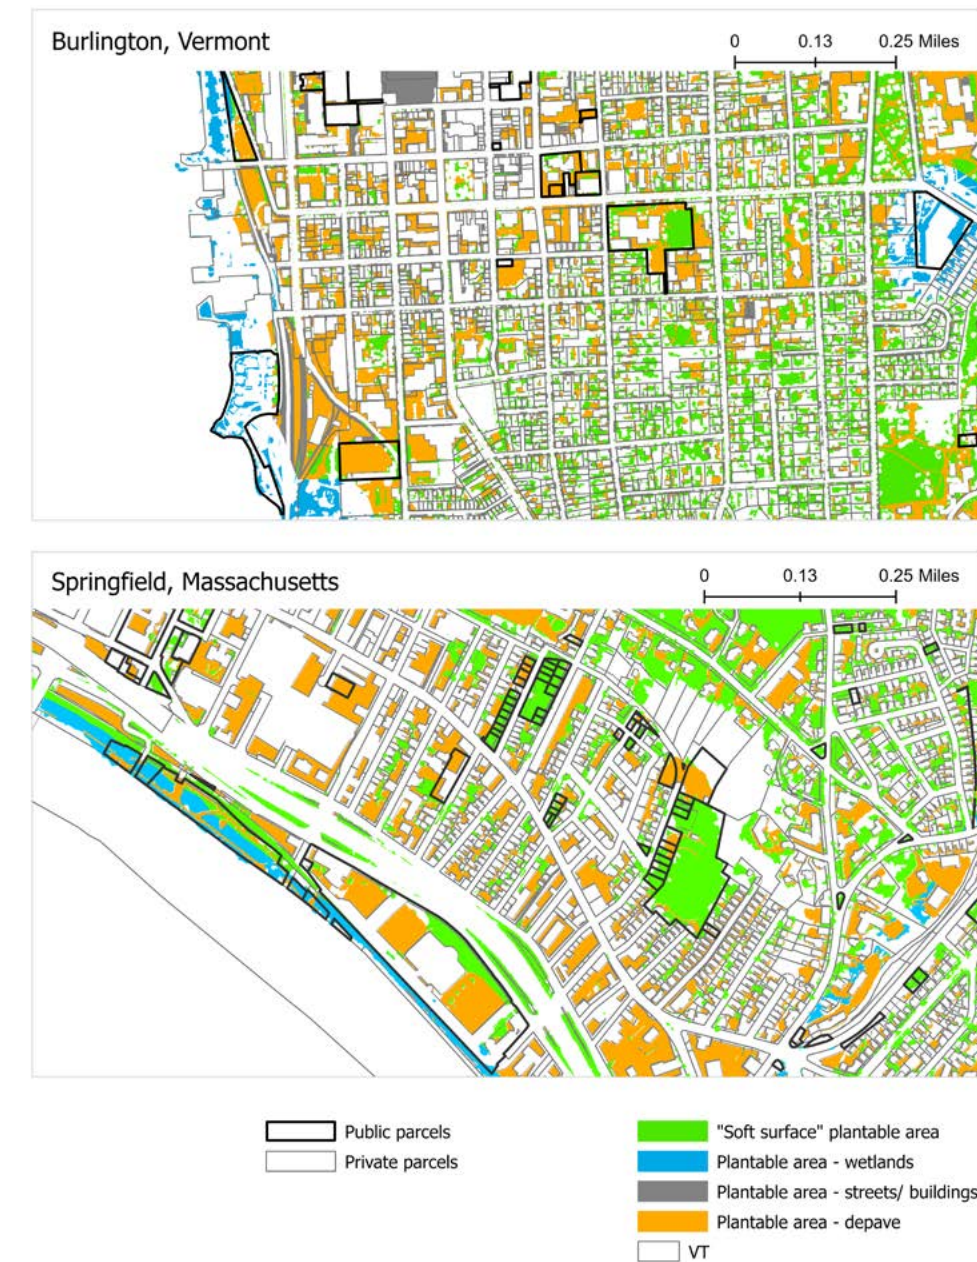 Burlington, Vermont
0 0.13 0.25 Miles
Springfield, Massachusetts
0 0.13 0.25 Miles
Public parcels
Private parcels
"Soft surface" plantable area
Plantable area - wetlands
Plantable area - streets/ buildings
Plantable area - depave
VT